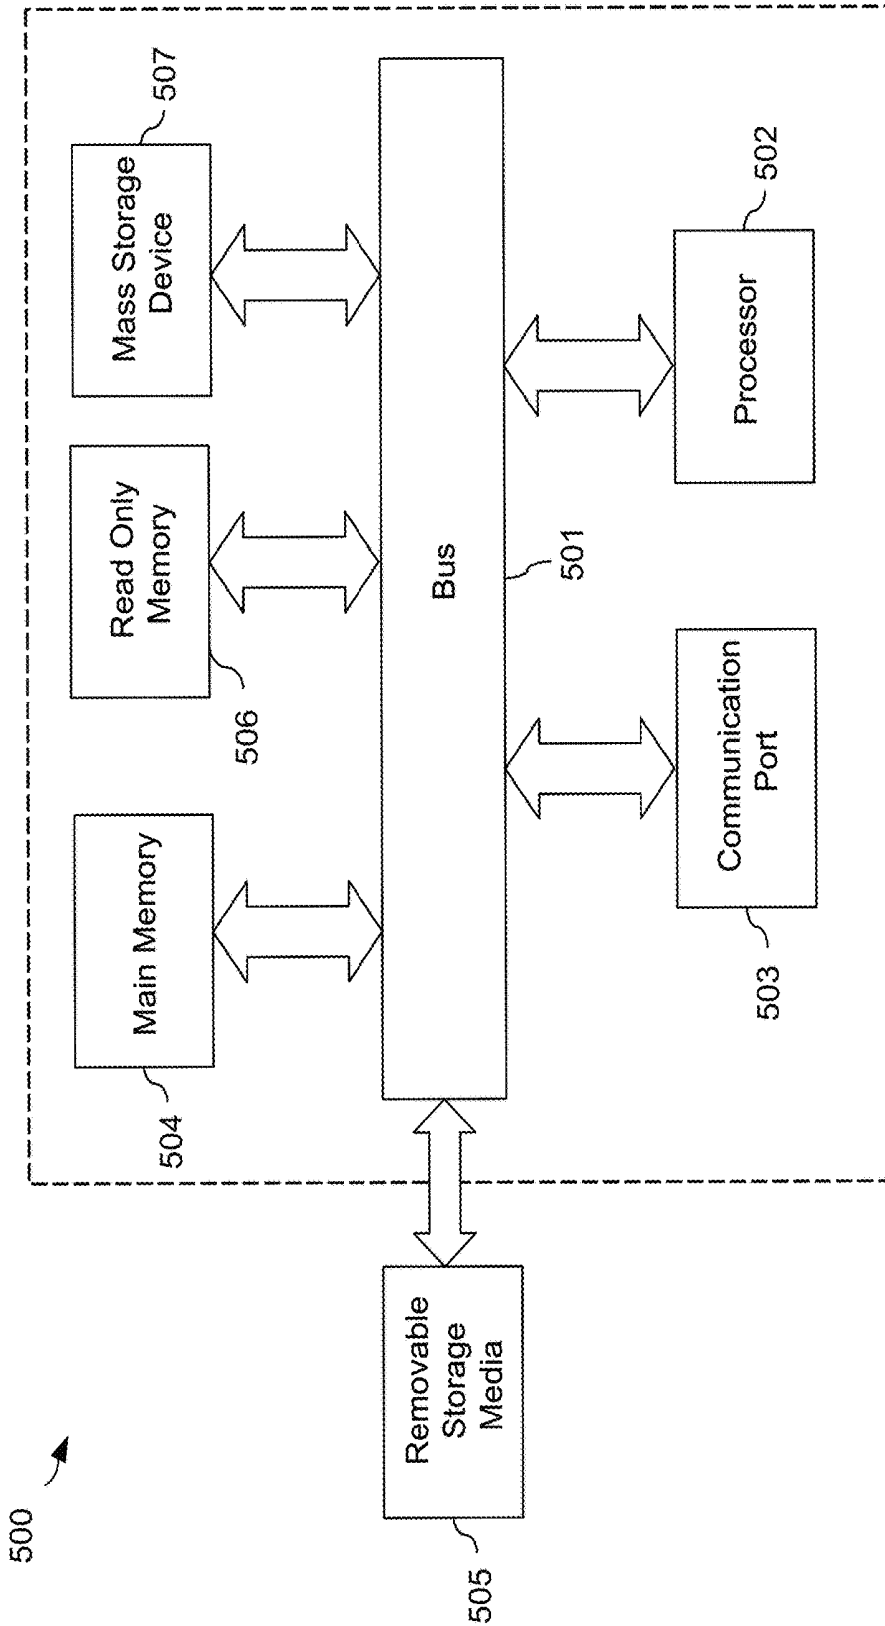 500
504
506
507
Main Memory
Read Only
Memory
Mass Storage
Device
Removable
Storage
Media
505
Bus
501
Communication
Port
503
Processor
502